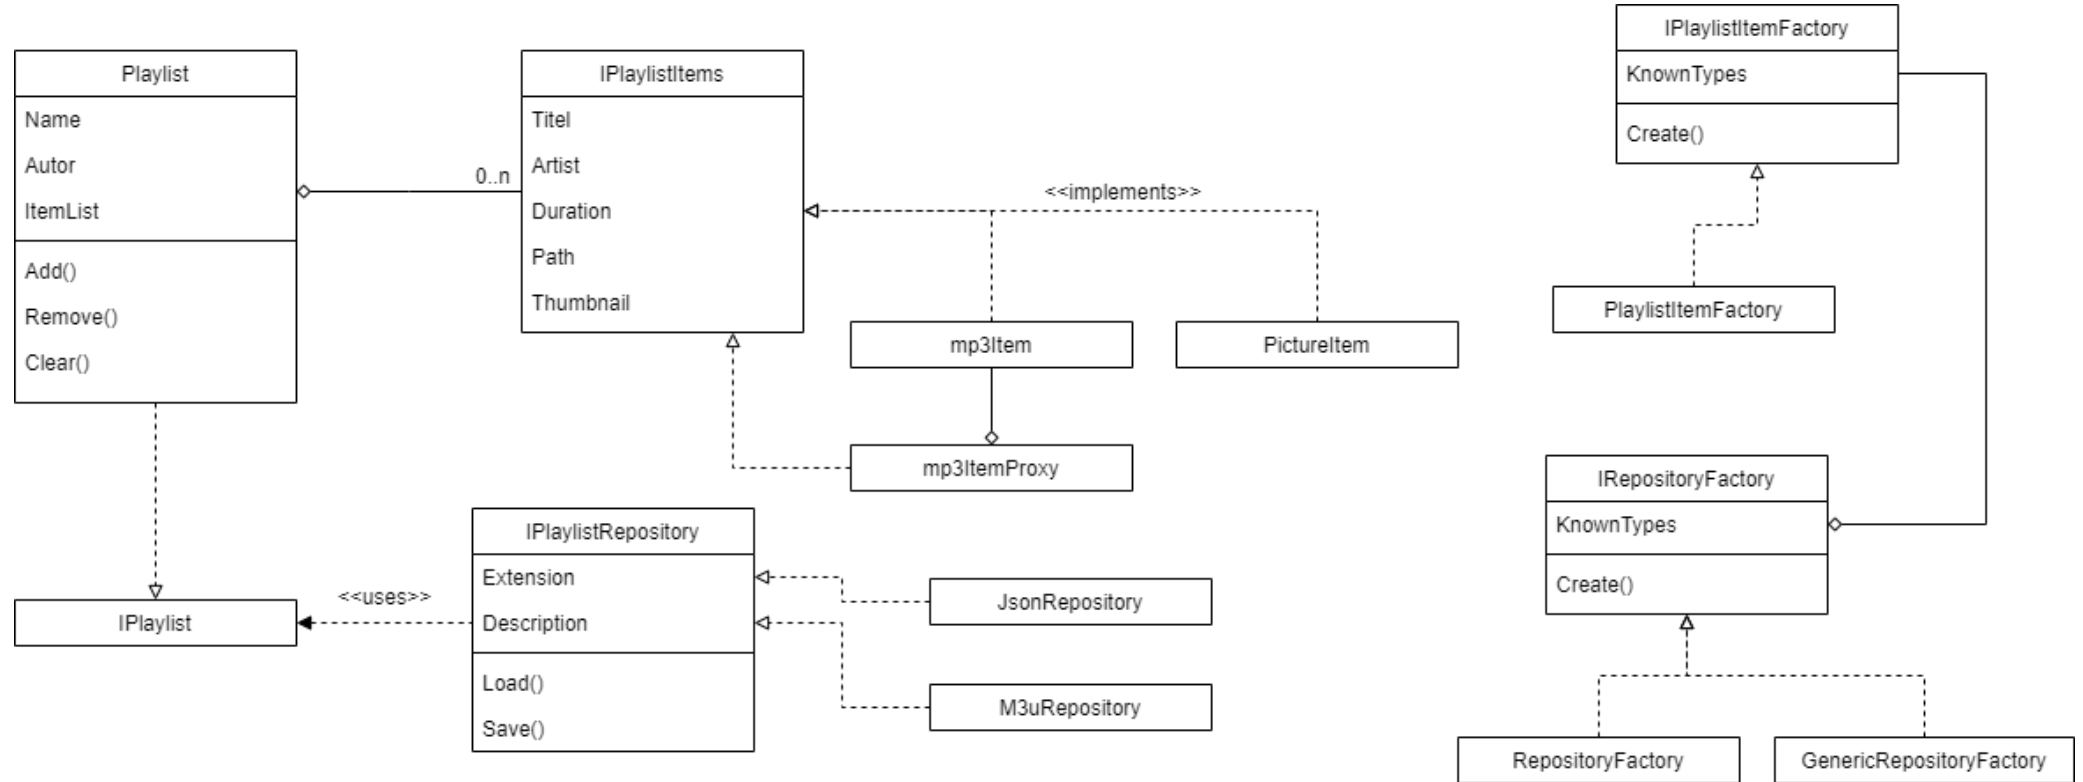 Playlist
Name
Autor
ItemList
Add()
Remove()
Clear()
0..n
IPlaylistItems
Titel
Artist
Duration
Path
Thumbnail
<<implements>>
mp3Item
PictureItem
mp3ItemProxy
IPlaylistItemFactory
KnownTypes
Create()
PlaylistItemFactory
IRepositoryFactory
KnownTypes
Create()
RepositoryFactory
GenericRepositoryFactory
IPlaylist
<<uses>>
IPlaylistRepository
Extension
Description
Load()
Save()
JsonRepository
M3uRepository